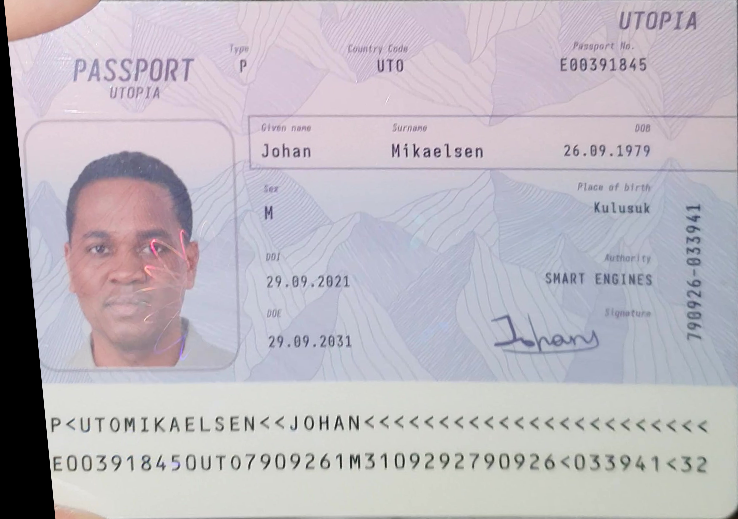 UTOPIA
PASSPORT
UTOPIA
Type
P
Country Code
UTO
Passport No.
E00391845
Given name
Johan
Surname
Mikaelsen
DOB
26.09.1979
Sex
M
Place of birth
Kulusuk
DOI
29.09.2021
Authority
SMART ENGINES
DOE
29.09.2031
Signature
Johans
790926-033941
P<UTOMIKAELSEN<<JOHAN<<<<<<<<<<<<<<<<<<<<<<<
E003918450UTO7909261M3109292790926<033941<32